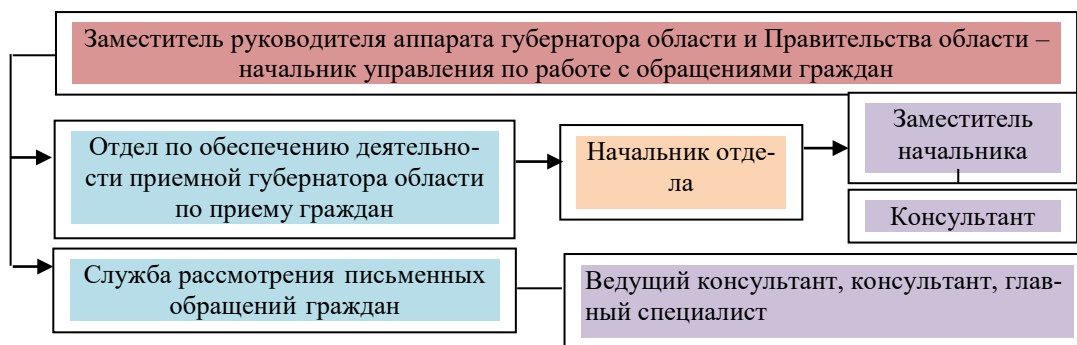 Заместитель руководителя аппарата губернатора области и Правительства области –
начальник управления по работе с обращениями граждан
Отдел по обеспечению деятельно-
сти приемной губернатора области
по приему граждан
Начальник отде-
ла
Заместитель
начальника
Консультант
Служба рассмотрения письменных
обращений граждан
Ведущий консультант, консультант, глав-
ный специалист